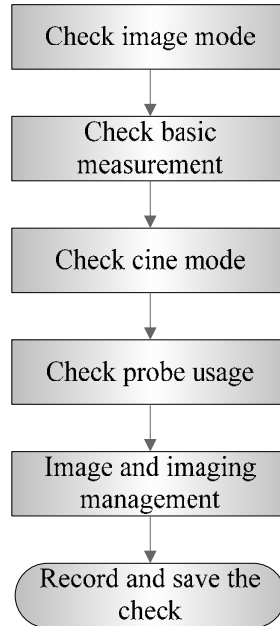 Check image mode
Check basic
measurement
Check cine mode
Check probe usage
Image and imaging
management
Record and save the
check